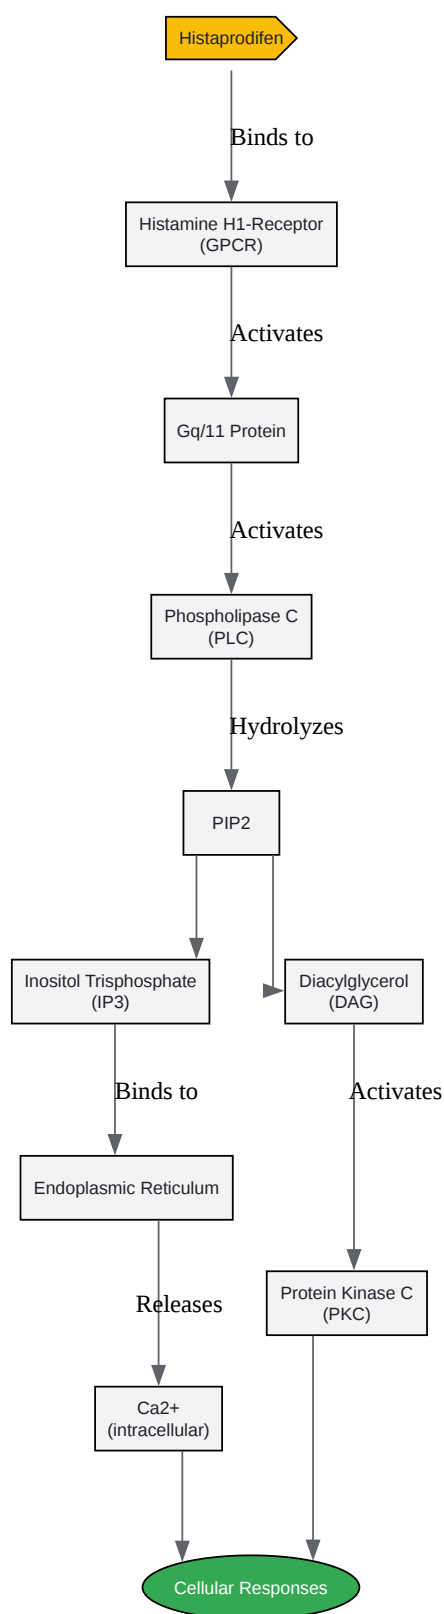 Histaprodifen
Binds to
Histamine H1-Receptor
(GPCR)
Activates
Gq/11 Protein
Activates
Phospholipase C
(PLC)
Hydrolyzes
PIP2
Inositol Trisphosphate
(IP3)
Diacylglycerol
(DAG)
Binds to
Activates
Endoplasmic Reticulum
Protein Kinase C
(PKC)
Releases
Ca2+
(intracellular)
Cellular Responses